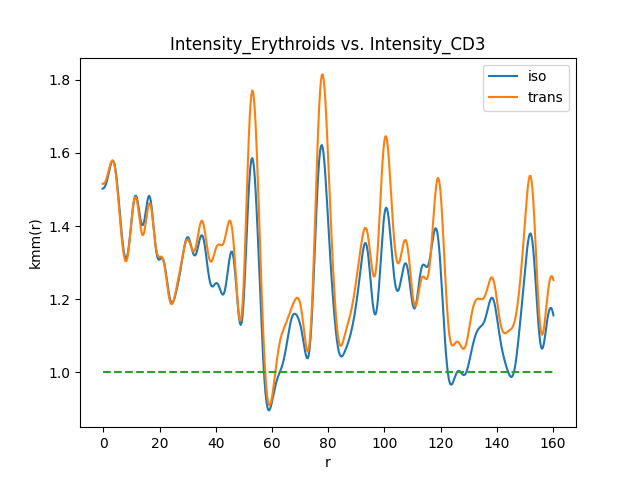 Intensity_Erythroids vs. Intensity_CD3
iso
trans
1.8
1.6
1.4
1.2
1.0
kmm(r)
0 20 40 60 80 100 120 140 160
r